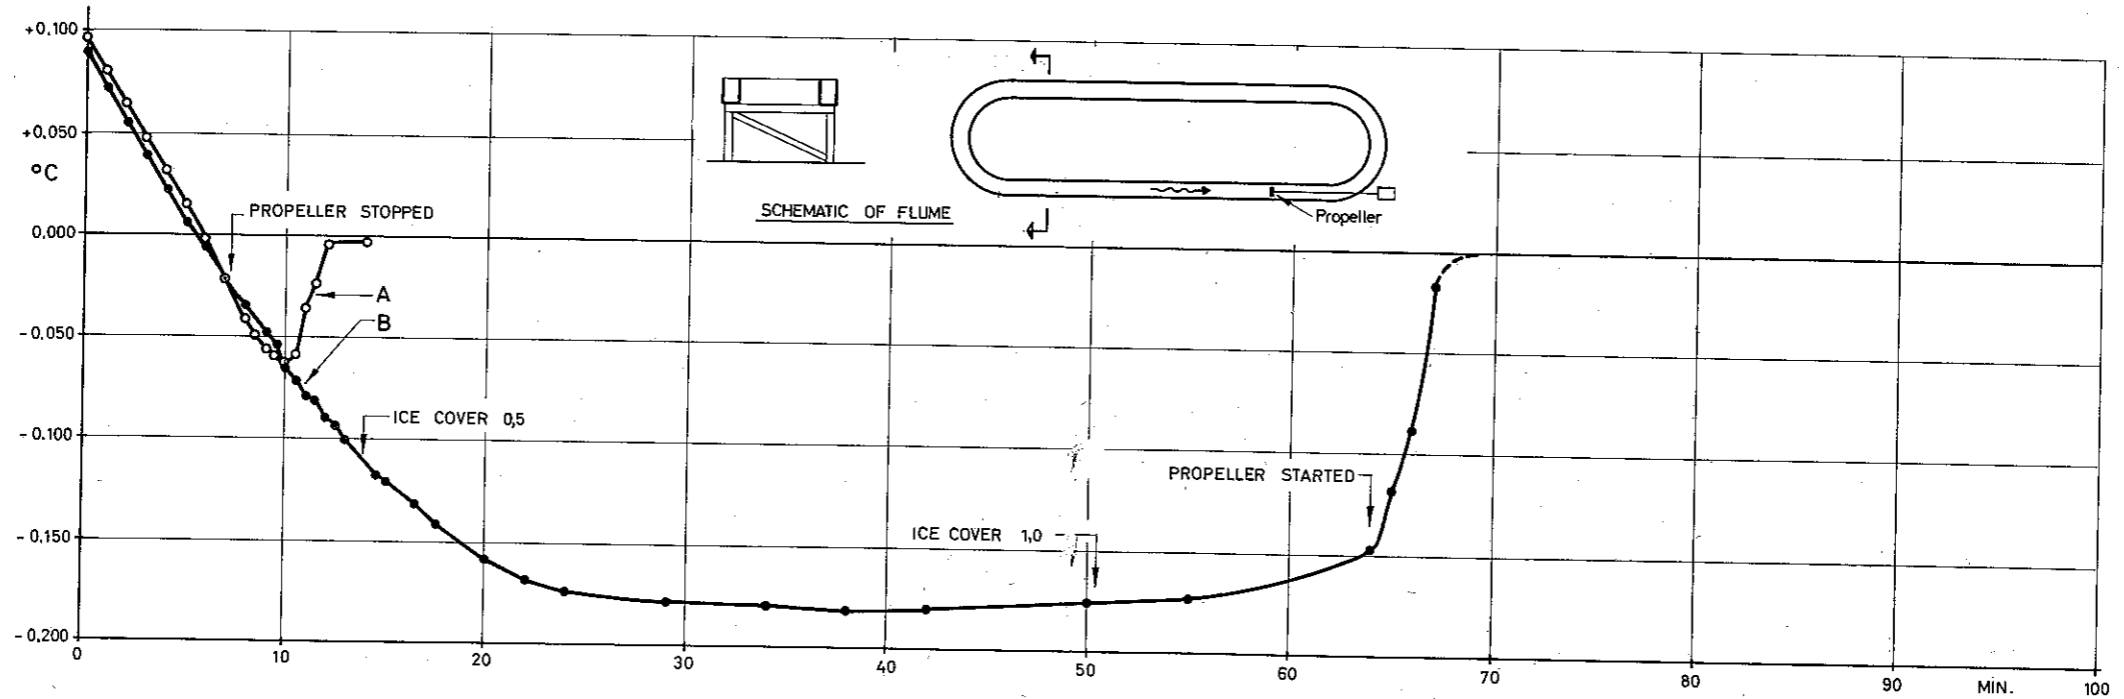 +0.100
+0.050
°C
0.000
- 0.050
- 0.100
- 0.150
- 0.200
PROPELLER STOPPED
A
B
ICE COVER 0,5
SCHEMATIC OF FLUME
Propeller
PROPELLER STARTED
ICE COVER 1,0
0 10 20 30 40 50 60 70 80 90 MIN. 100